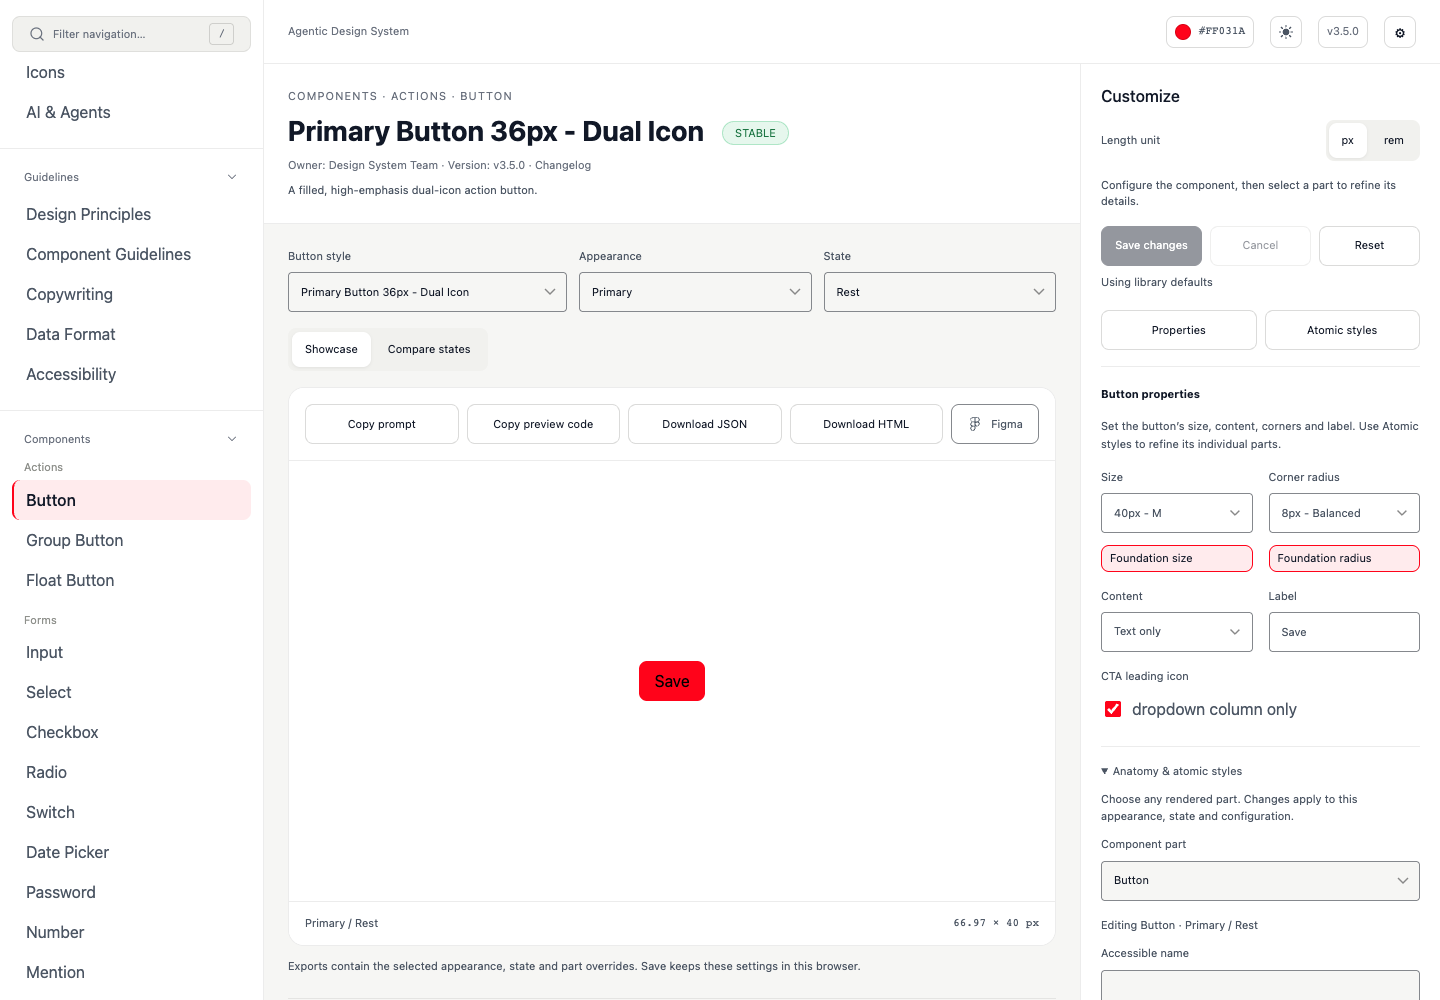 Filter navigation...
/
Icons
AI & Agents
Guidelines
Design Principles
Component Guidelines
Copywriting
Data Format
Accessibility
Components
Actions
Button
Group Button
Float Button
Forms
Input
Select
Checkbox
Radio
Switch
Date Picker
Password
Number
Mention
Agentic Design System
#FF031A
v3.5.0
COMPONENTS · ACTIONS · BUTTON
Primary Button 36px - Dual Icon
STABLE
Owner: Design System Team · Version: v3.5.0 · Changelog
A filled, high-emphasis dual-icon action button.
Button style
Appearance
State
Primary Button 36px - Dual Icon
Primary
Rest
Showcase
Compare states
Copy prompt
Copy preview code
Download JSON
Download HTML
Figma
Save
Primary / Rest
66.97 × 40 px
Exports contain the selected appearance, state and part overrides. Save keeps these settings in this browser.
Customize
Length unit
px
rem
Configure the component, then select a part to refine its
details.
Save changes
Cancel
Reset
Using library defaults
Properties
Atomic styles
Button properties
Set the button's size, content, corners and label. Use Atomic
styles to refine its individual parts.
Size
Corner radius
40px - M
8px - Balanced
Foundation size
Foundation radius
Content
Label
Text only
Save
CTA leading icon
dropdown column only
Anatomy & atomic styles
Choose any rendered part. Changes apply to this
appearance, state and configuration.
Component part
Button
Editing Button · Primary / Rest
Accessible name